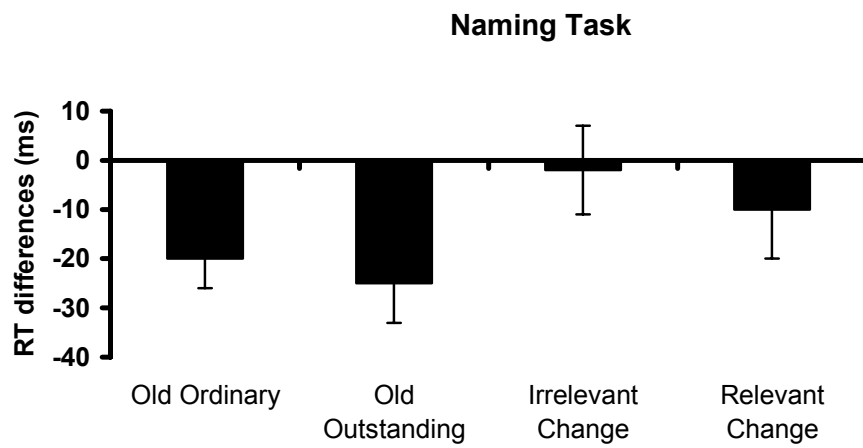 Naming Task
RT differences (ms)
10
0
-10
-20
-30
-40
Old Ordinary
Old
Outstanding
Irrelevant
Change
Relevant
Change